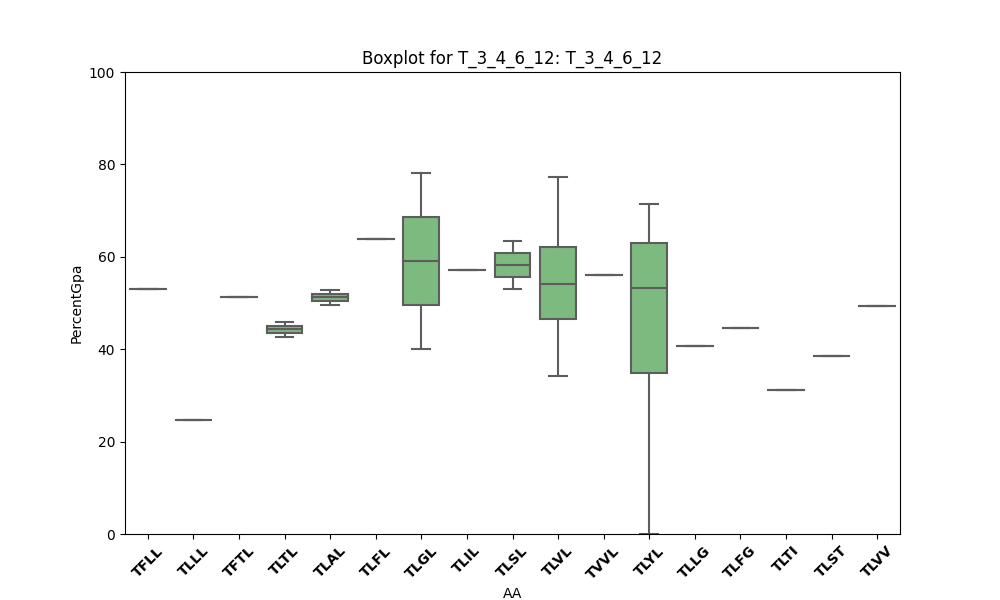 Boxplot for T_3_4_6_12: T_3_4_6_12
100
80
60
40
20
0
PercentGpa
TFLL TLLL TFTL TLTL TLAL TLFL TLGL TLIL TLSL TLVL TVVL TLYL TLLG TLFG TLTI TLST TLVV
AA